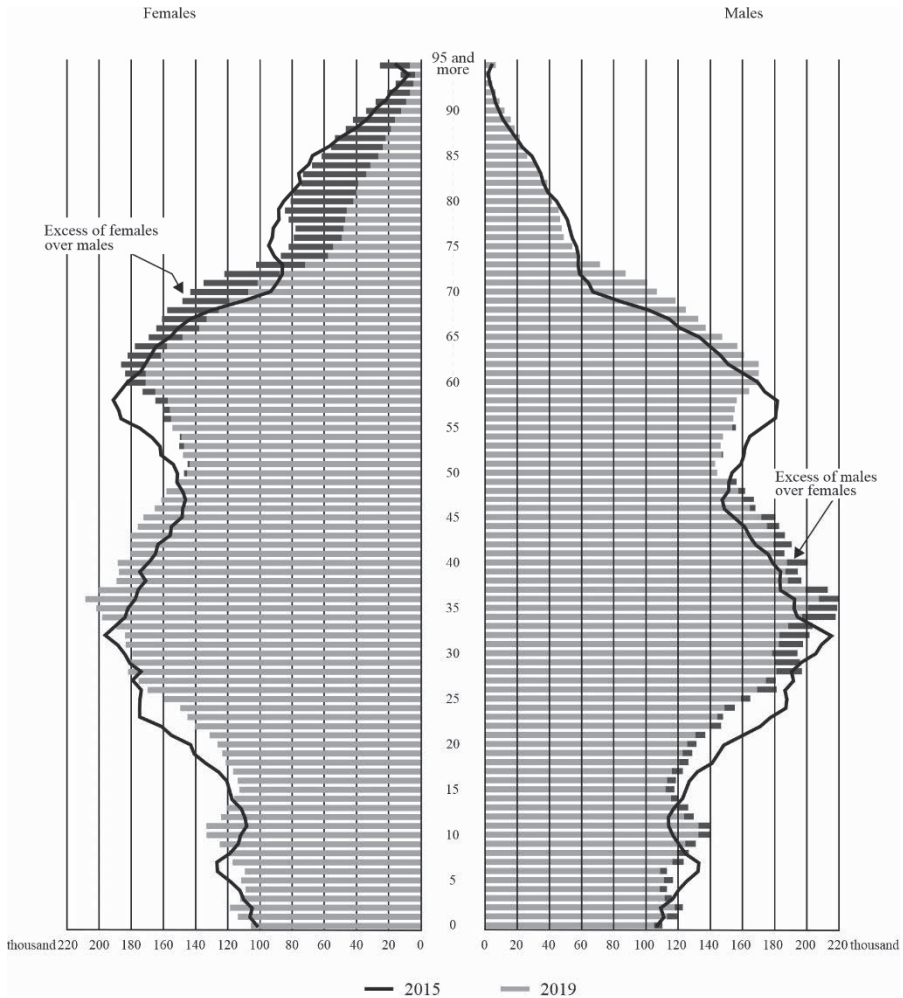 Females
Males
95 and
more
90
85
80
75
70
65
60
55
50
45
40
35
30
25
20
15
10
5
0
Excess of females
over males
Excess of males
over females
thousand 220 200 180 160 140 120 100 80 60 40 20 0
0 20 40 60 80 100 120 140 160 180 200 220 thousand
2015 2019